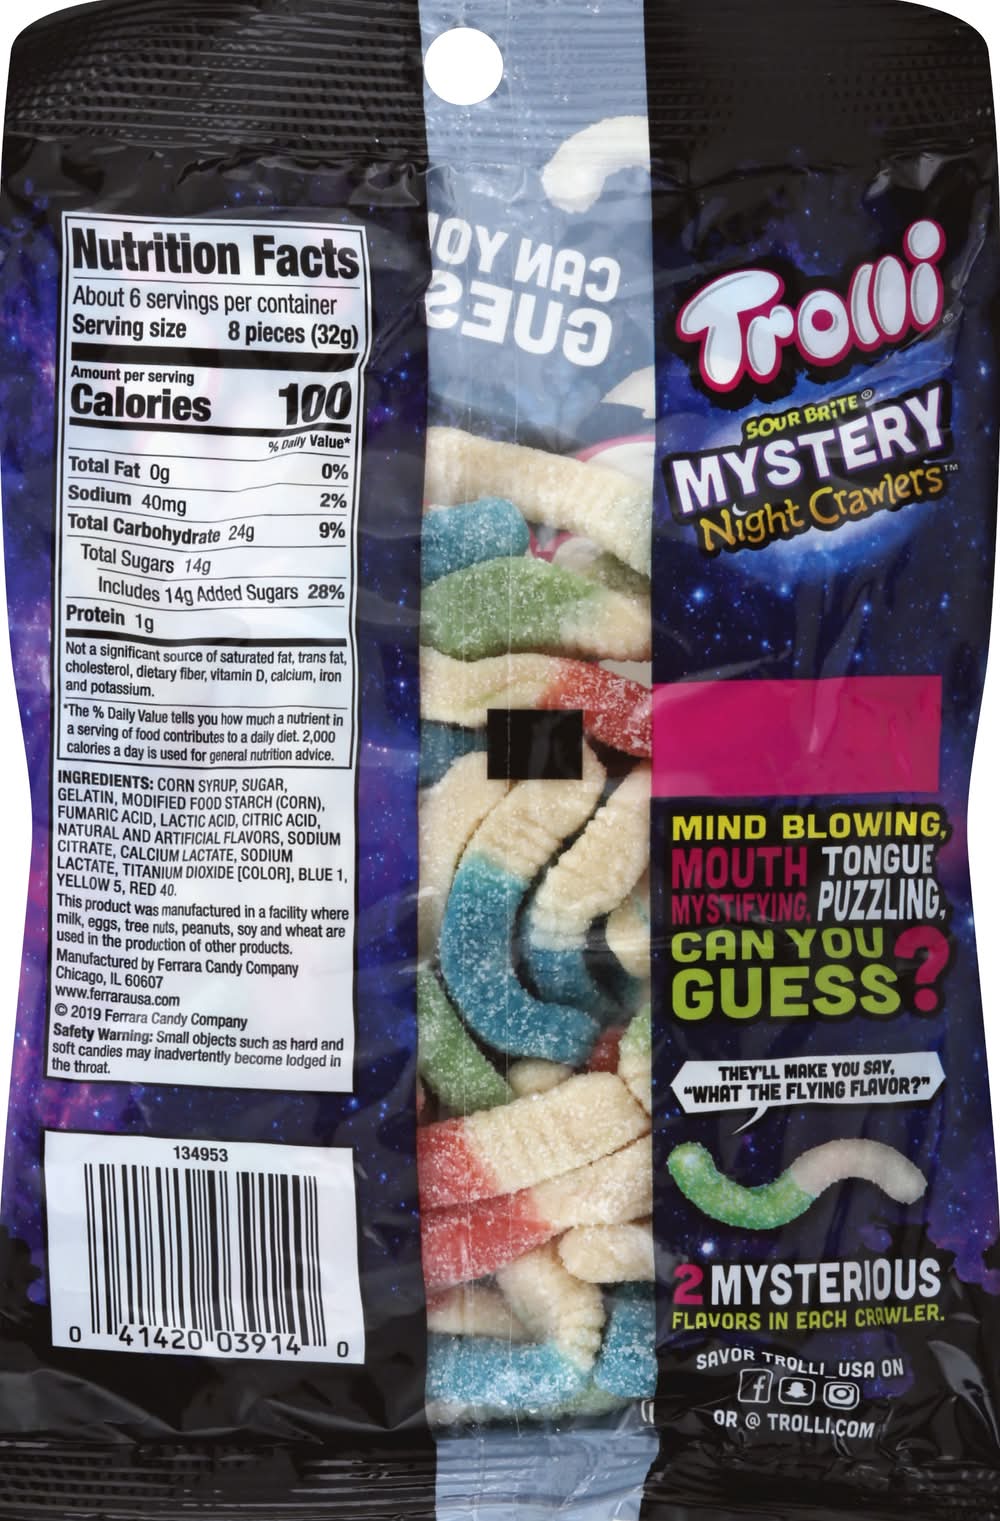 Nutrition Facts
About 6 servings per container
Serving size 8 pieces (32g)
Amount per serving
Calories 100
% Daily Value*
Total Fat 0g 0%
Sodium 40mg 2%
Total Carbohydrate 24g 9%
Total Sugars 14g
Includes 14g Added Sugars 28%
Protein 1g
Not a significant source of saturated fat, trans fat,
cholesterol, dietary fiber, vitamin D, calcium, iron
and potassium.
*The % Daily Value tells you how much a nutrient in
a serving of food contributes to a daily diet. 2,000
calories a day is used for general nutrition advice.
INGREDIENTS: CORN SYRUP, SUGAR,
GELATIN, MODIFIED FOOD STARCH (CORN),
FUMARIC ACID, LACTIC ACID, CITRIC ACID,
NATURAL AND ARTIFICIAL FLAVORS, SODIUM
CITRATE, CALCIUM LACTATE, SODIUM
LACTATE, TITANIUM DIOXIDE [COLOR], BLUE 1,
YELLOW 5, RED 40.
This product was manufactured in a facility where
milk, eggs, tree nuts, peanuts, soy and wheat are
used in the production of other products.
Manufactured by Ferrara Candy Company
Chicago, IL 60607
www.ferrarausa.com
© 2019 Ferrara Candy Company
Safety Warning: Small objects such as hard and
soft candies may inadvertently become lodged in
the throat.
134953
0 41420 03914 0
CAN YO
GUES
Trolli
SOUR BRiTE®
MYSTERY
Night Crawlers™
MIND BLOWING,
MOUTH TONGUE
MYSTIFYING, PUZZLING,
CAN YOU
GUESS?
THEY'LL MAKE YOU SAY,
"WHAT THE FLYING FLAVOR?"
2 MYSTERIOUS
FLAVORS IN EACH CRAWLER.
SAVOR TROLLI_USA ON
OR @ TROLLI.COM